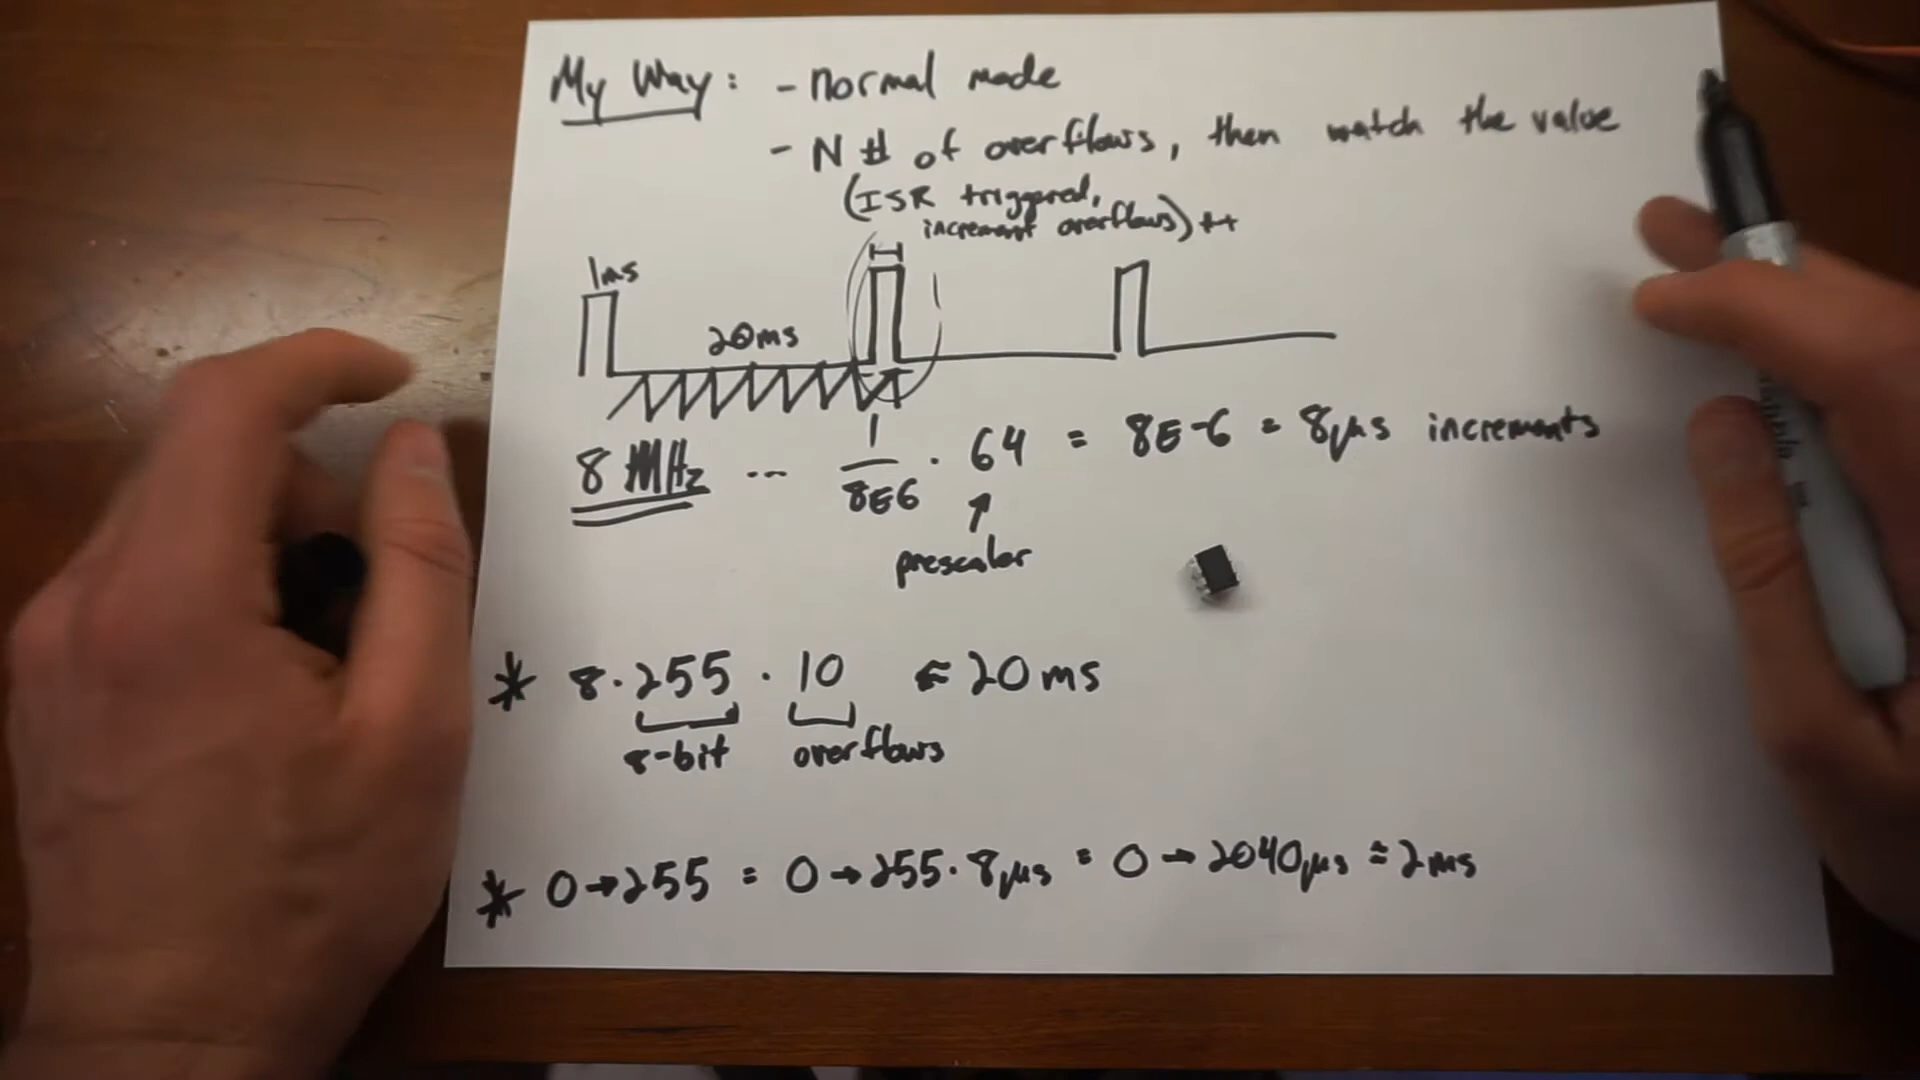 My Way: - normal mode
- N # of overflows, then watch the value
(ISR triggered,
increment overflows) ++
1ms
20ms
8 MHz ... 1/8E6 · 64 = 8E-6 = 8µs increments
prescalar
* 8·255 · 10 ≈ 20ms
8-bit overflows
* 0→255 = 0→255·8µs = 0→2040µs ≈ 2ms